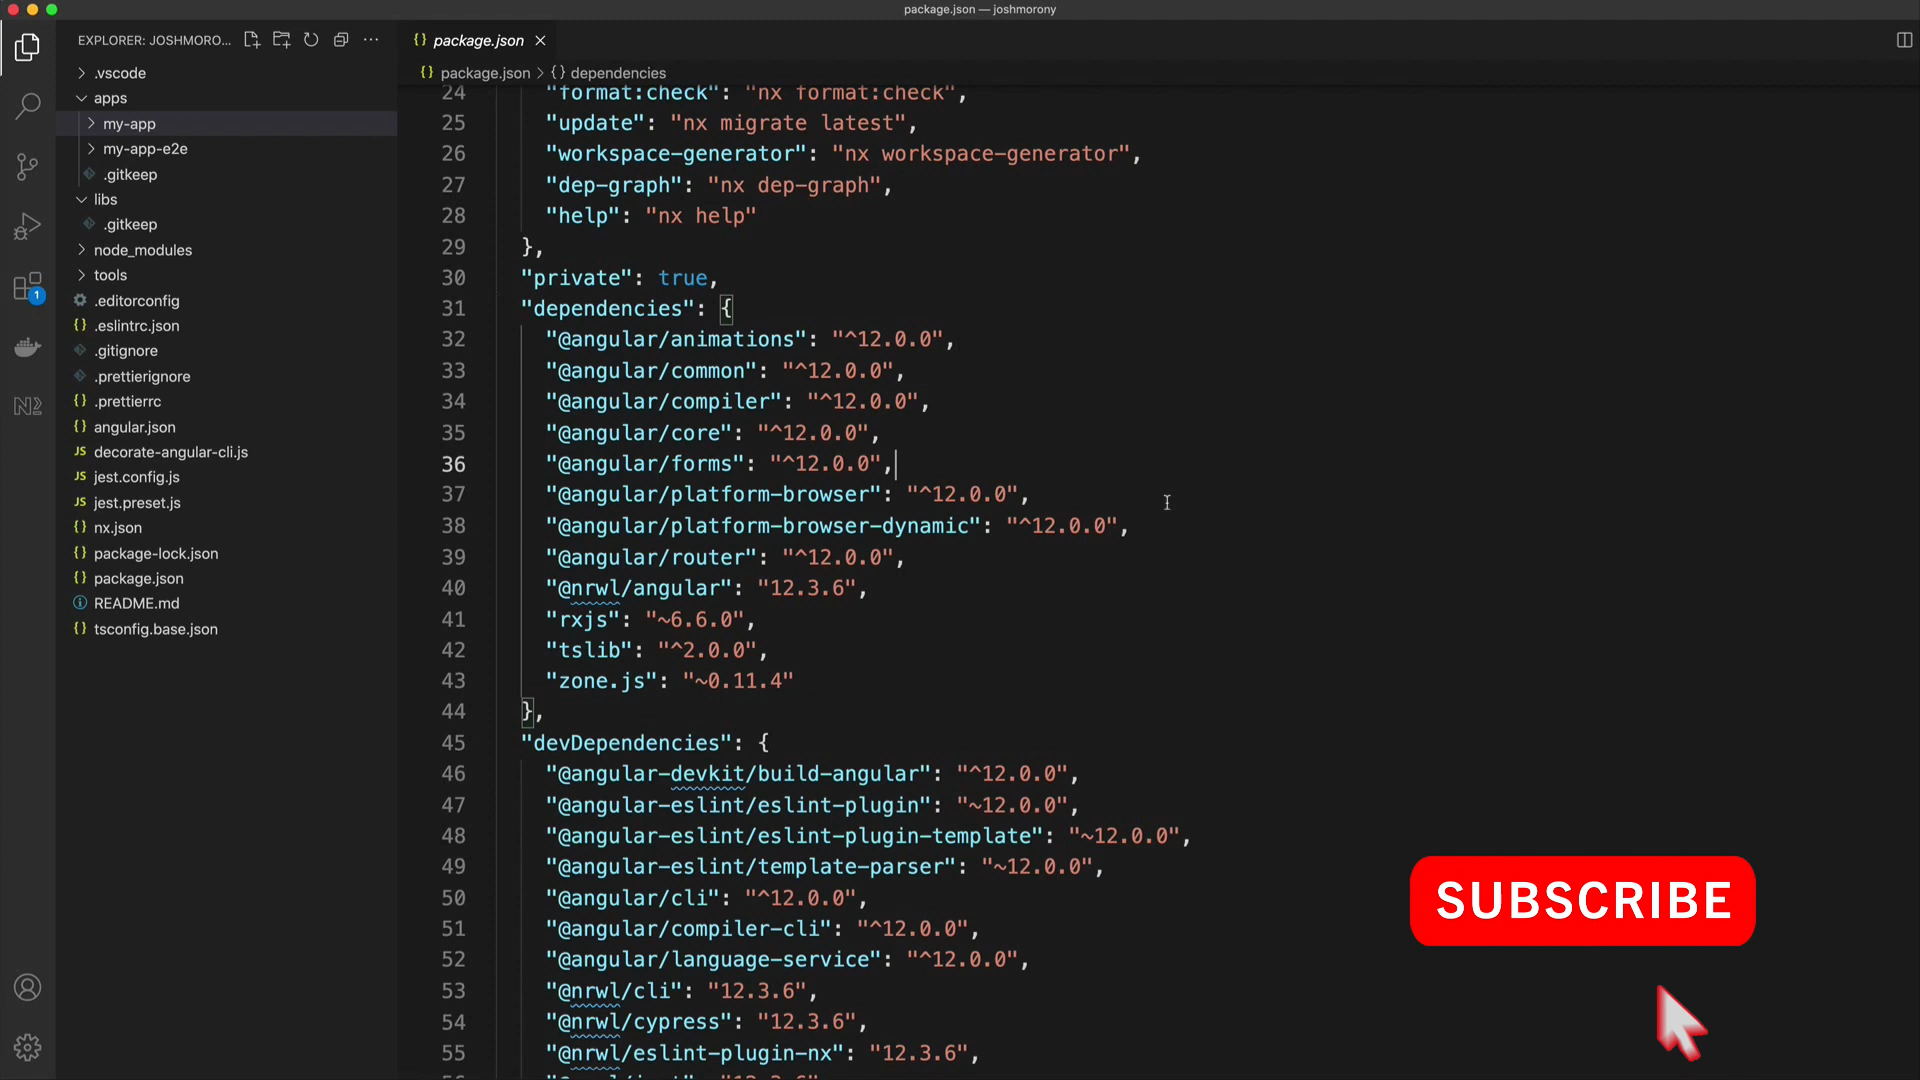 package.json — joshmorony
EXPLORER: JOSHMORO...
.vscode
apps
my-app
my-app-e2e
.gitkeep
libs
.gitkeep
node_modules
tools
.editorconfig
{} .eslintrc.json
.gitignore
.prettierignore
{} .prettierrc
{} angular.json
JS decorate-angular-cli.js
JS jest.config.js
JS jest.preset.js
{} nx.json
{} package-lock.json
{} package.json
README.md
{} tsconfig.base.json
1
{} package.json
{} package.json > {} dependencies
24 "format:check": "nx format:check",
25 "update": "nx migrate latest",
26 "workspace-generator": "nx workspace-generator",
27 "dep-graph": "nx dep-graph",
28 "help": "nx help"
29 },
30 "private": true,
31 "dependencies": {
32 "@angular/animations": "^12.0.0",
33 "@angular/common": "^12.0.0",
34 "@angular/compiler": "^12.0.0",
35 "@angular/core": "^12.0.0",
36 "@angular/forms": "^12.0.0",
37 "@angular/platform-browser": "^12.0.0",
38 "@angular/platform-browser-dynamic": "^12.0.0",
39 "@angular/router": "^12.0.0",
40 "@nrwl/angular": "12.3.6",
41 "rxjs": "~6.6.0",
42 "tslib": "^2.0.0",
43 "zone.js": "~0.11.4"
44 },
45 "devDependencies": {
46 "@angular-devkit/build-angular": "^12.0.0",
47 "@angular-eslint/eslint-plugin": "~12.0.0",
48 "@angular-eslint/eslint-plugin-template": "~12.0.0",
49 "@angular-eslint/template-parser": "~12.0.0",
50 "@angular/cli": "^12.0.0",
51 "@angular/compiler-cli": "^12.0.0",
52 "@angular/language-service": "^12.0.0",
53 "@nrwl/cli": "12.3.6",
54 "@nrwl/cypress": "12.3.6",
55 "@nrwl/eslint-plugin-nx": "12.3.6",
SUBSCRIBE